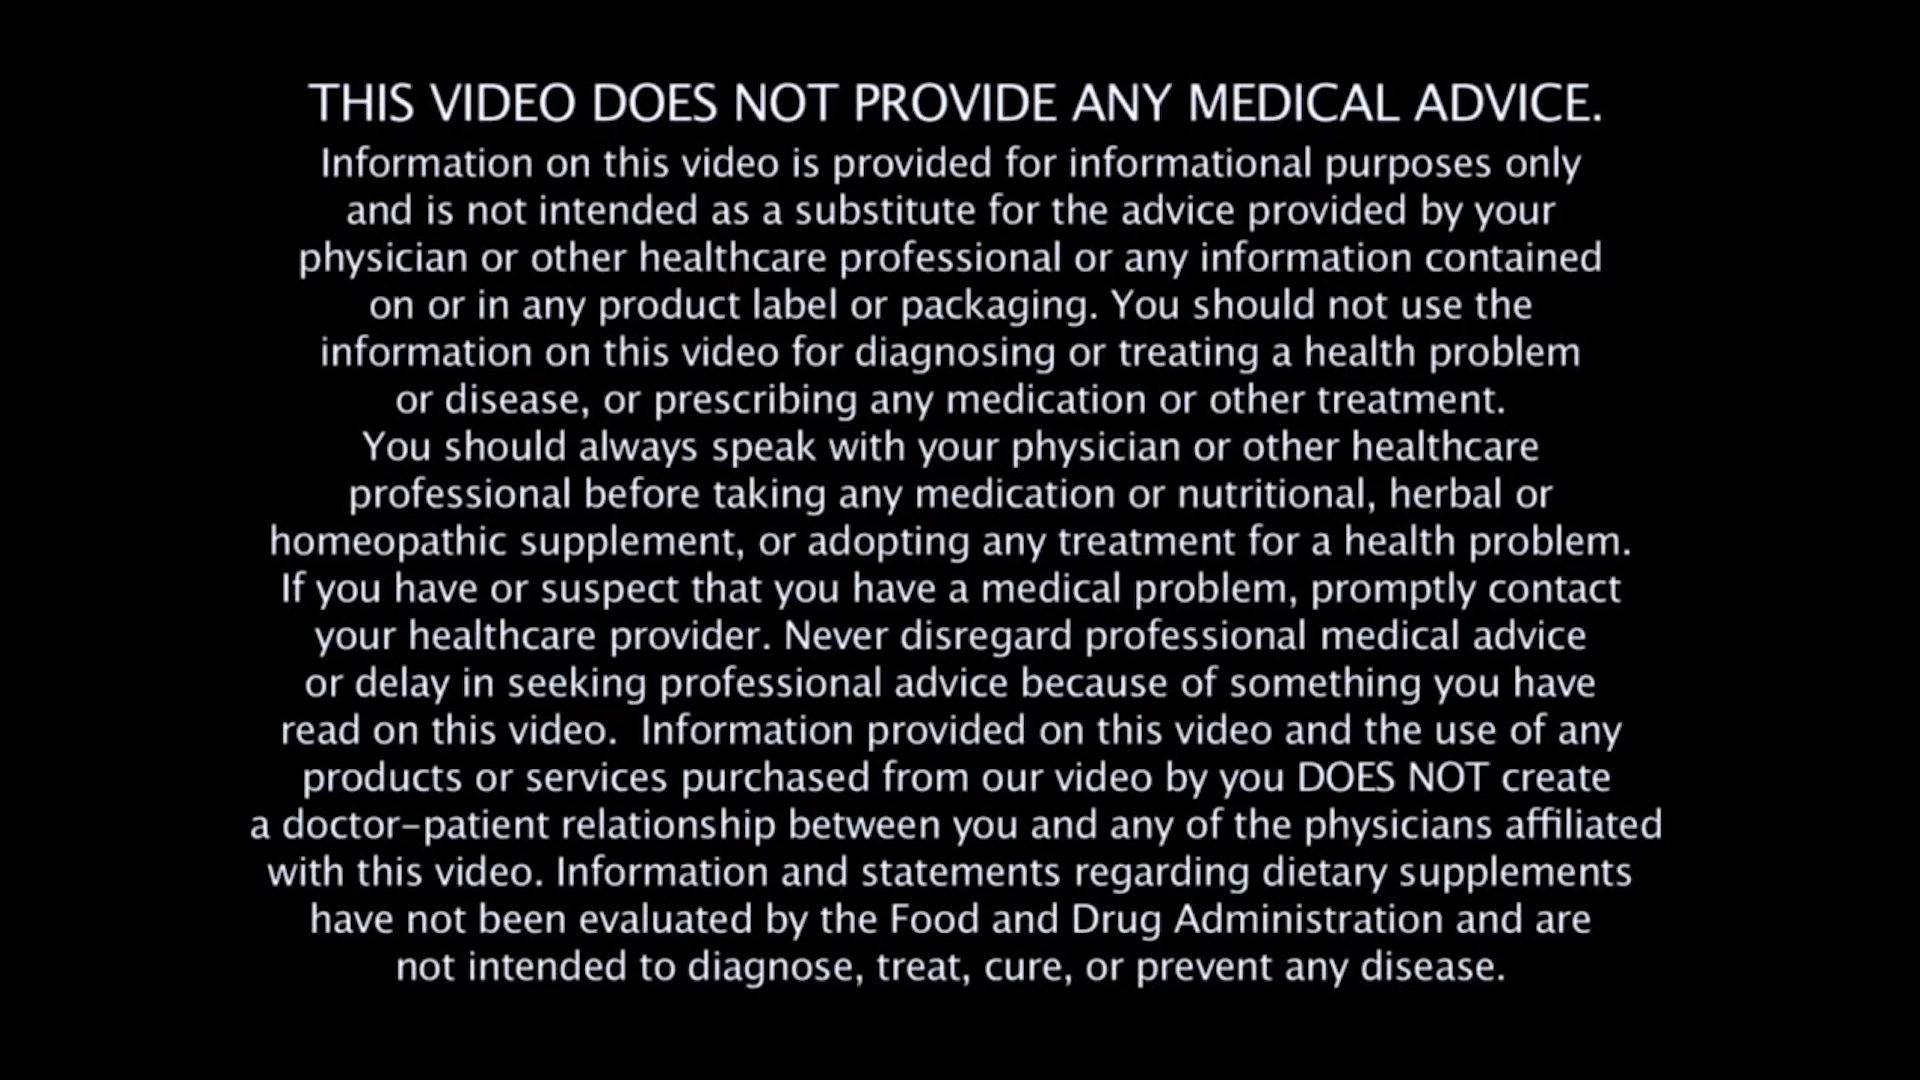 THIS VIDEO DOES NOT PROVIDE ANY MEDICAL ADVICE.
Information on this video is provided for informational purposes only
and is not intended as a substitute for the advice provided by your
physician or other healthcare professional or any information contained
on or in any product label or packaging. You should not use the
information on this video for diagnosing or treating a health problem
or disease, or prescribing any medication or other treatment.
You should always speak with your physician or other healthcare
professional before taking any medication or nutritional, herbal or
homeopathic supplement, or adopting any treatment for a health problem.
If you have or suspect that you have a medical problem, promptly contact
your healthcare provider. Never disregard professional medical advice
or delay in seeking professional advice because of something you have
read on this video.  Information provided on this video and the use of any
products or services purchased from our video by you DOES NOT create
a doctor-patient relationship between you and any of the physicians affiliated
with this video. Information and statements regarding dietary supplements
have not been evaluated by the Food and Drug Administration and are
not intended to diagnose, treat, cure, or prevent any disease.